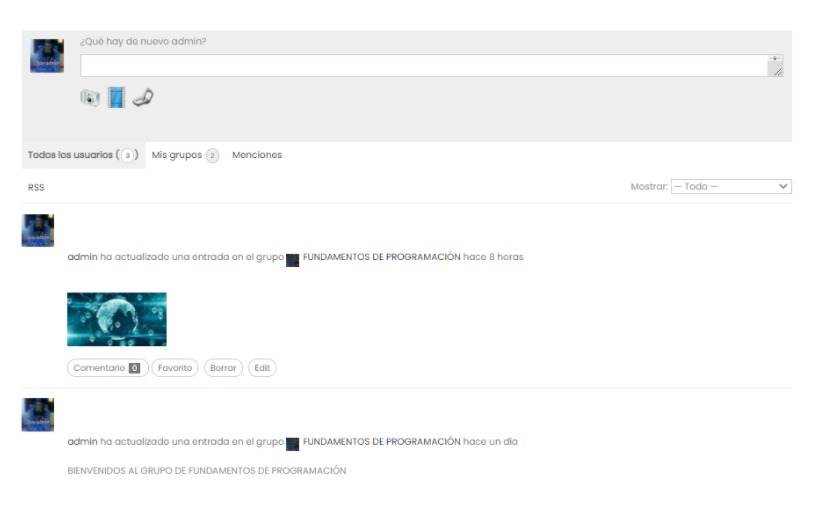 ¿Qué hay de nuevo admin?
Todos los usuarios ( 3 ) Mis grupos 3 Menciones
RSS Mostrar: — Todo —
admin ha actualizado una entrada en el grupo FUNDAMENTOS DE PROGRAMACIÓN hace 8 horas
Comentario 0 Favorito Borrar Edit
admin ha actualizado una entrada en el grupo FUNDAMENTOS DE PROGRAMACIÓN hace un día
BIENVENIDOS AL GRUPO DE FUNDAMENTOS DE PROGRAMACIÓN